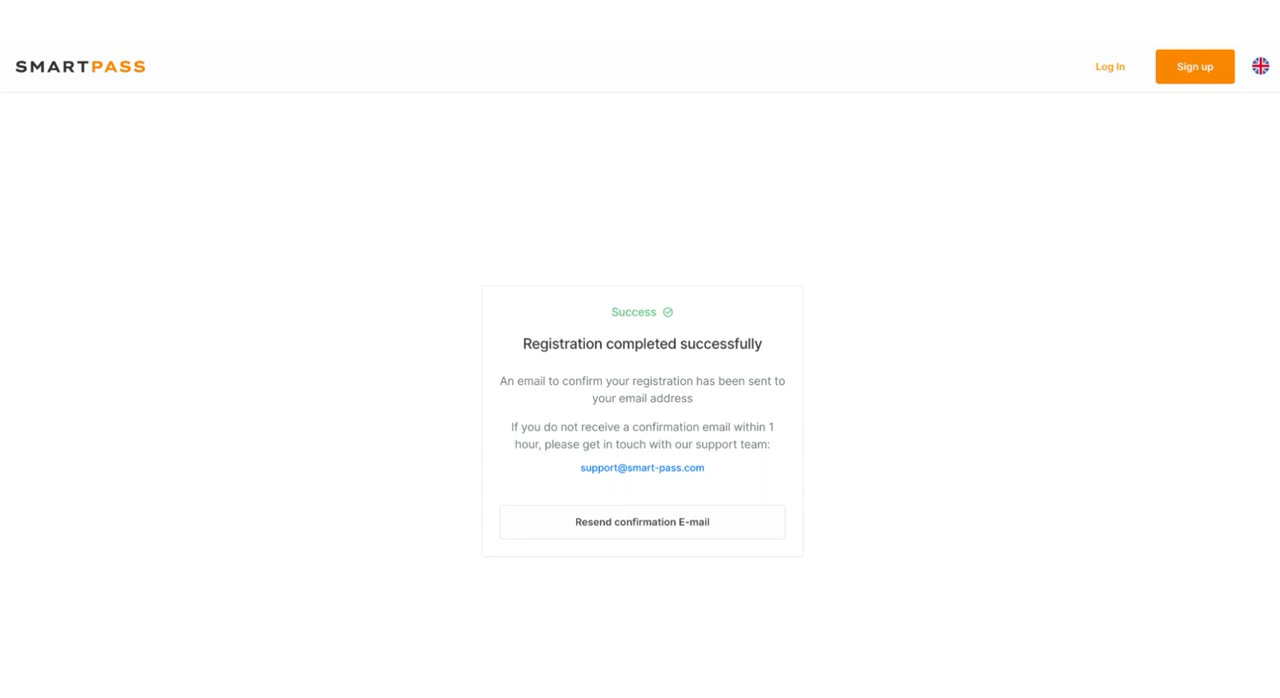 SMARTPASS
Log In
Sign up
Success
Registration completed successfully
An email to confirm your registration has been sent to
your email address
If you do not receive a confirmation email within 1
hour, please get in touch with our support team:
support@smart-pass.com
Resend confirmation E-mail